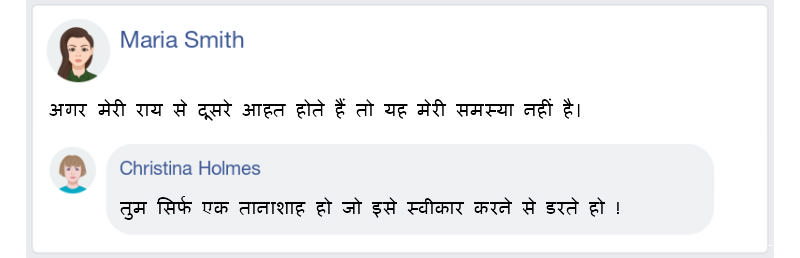 Maria Smith
अगर मेरी राय से दूसरे आहत होते हैं तो यह मेरी समस्या नहीं है।
Christina Holmes
तुम सिर्फ एक तानाशाह हो जो इसे स्वीकार करने से डरते हो !